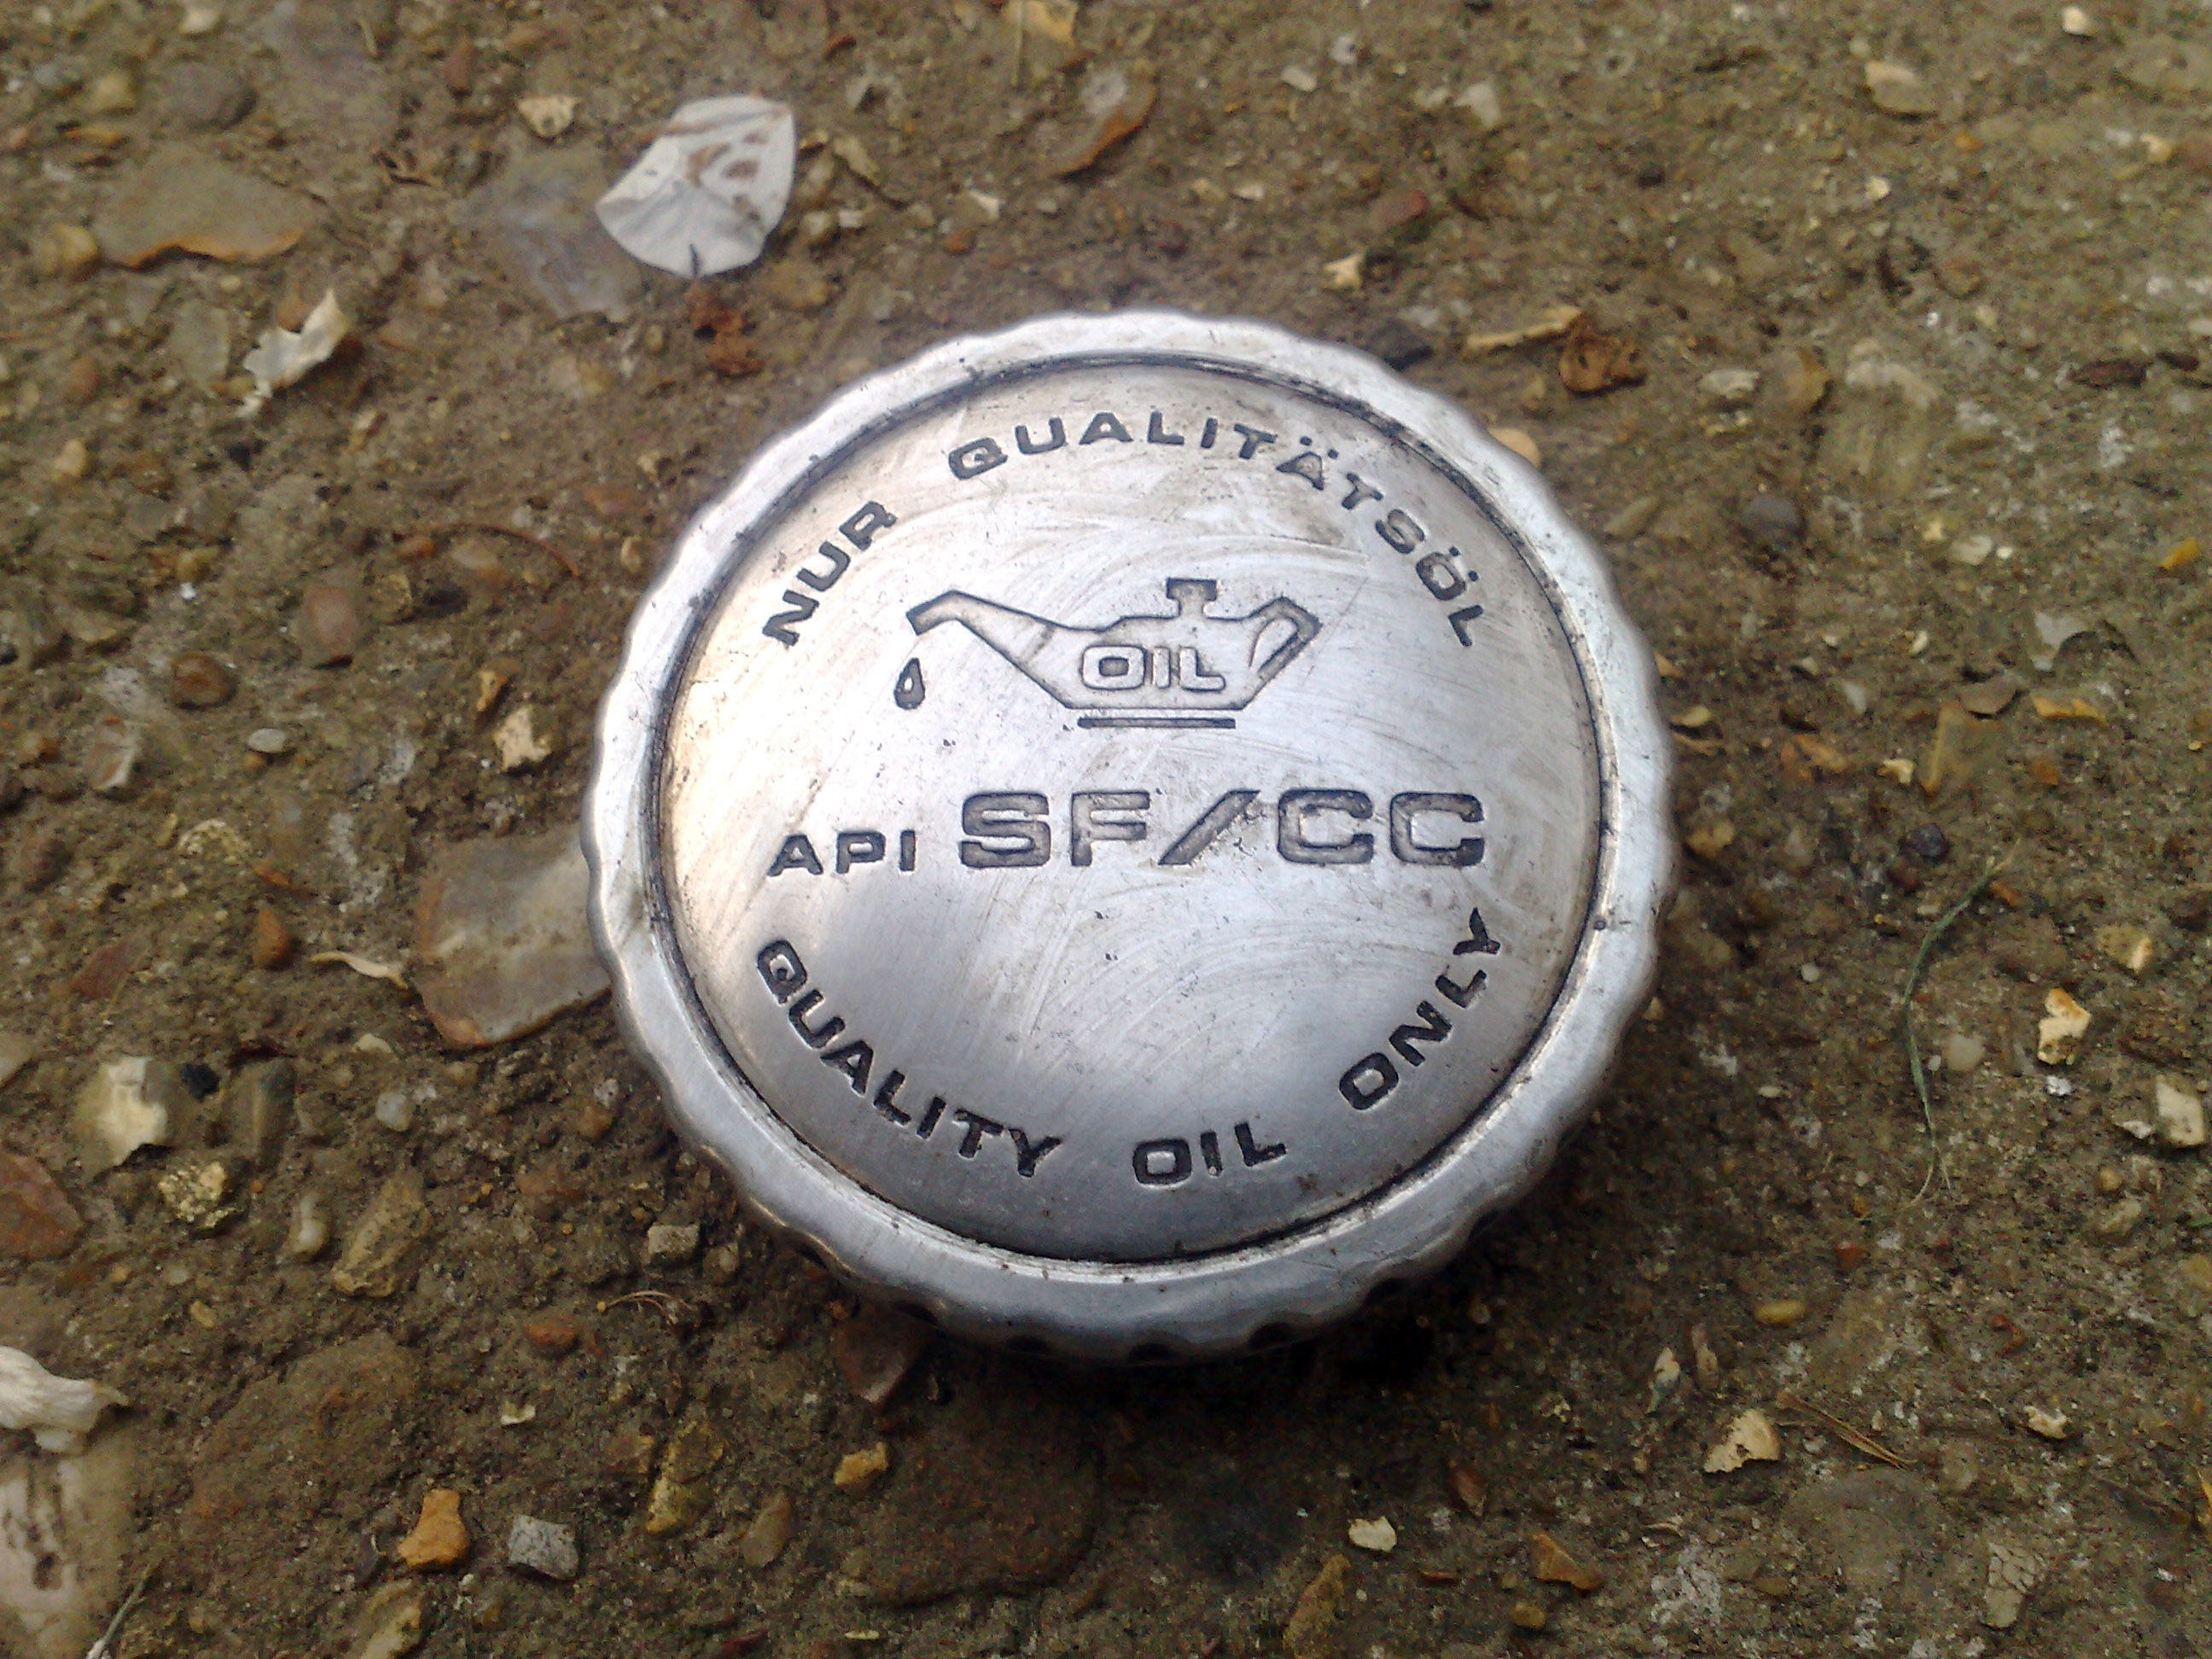 NUR QUALITÄTSÖL
OIL
API SF/CC
QUALITY OIL ONLY